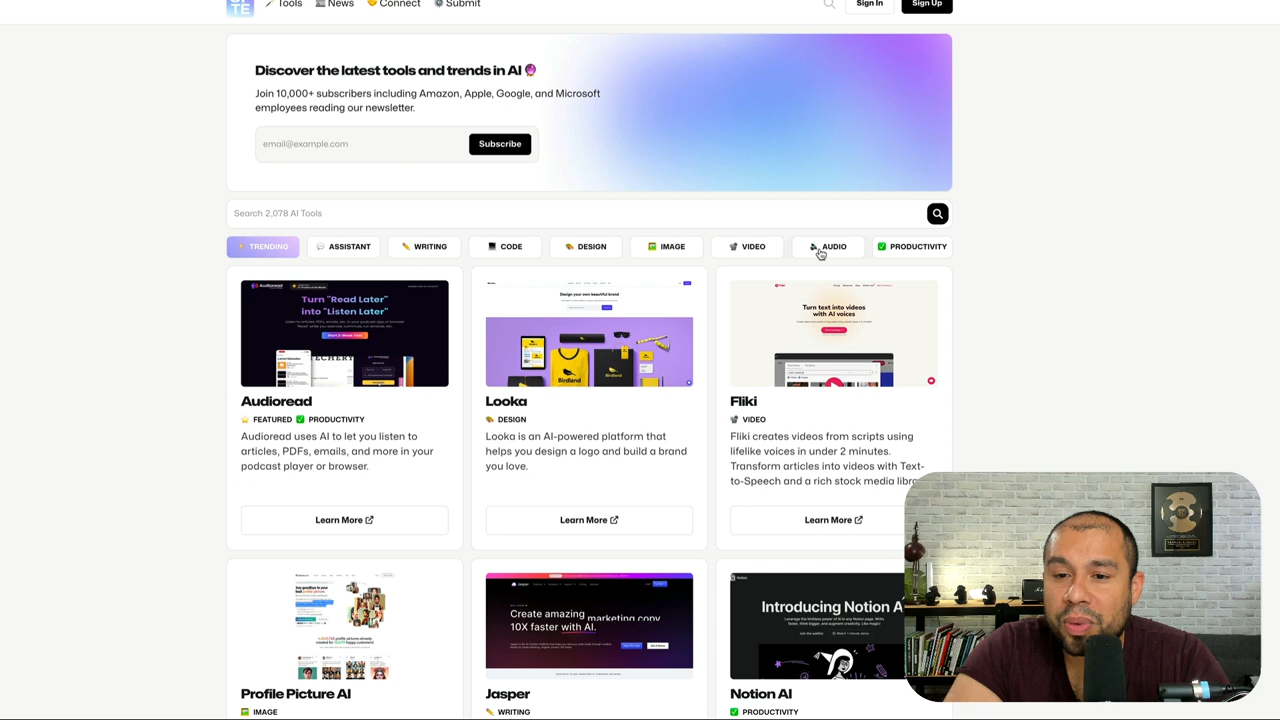 TE
Tools
News
Connect
Submit
Sign In
Sign Up
Discover the latest tools and trends in AI
Join 10,000+ subscribers including Amazon, Apple, Google, and Microsoft
employees reading our newsletter.
email@example.com
Subscribe
Search 2,078 AI Tools
TRENDING
ASSISTANT
WRITING
CODE
DESIGN
IMAGE
VIDEO
AUDIO
PRODUCTIVITY
Audioread
Turn "Read Later"
into "Listen Later"
Design your own beautiful brand
Birdland
Turn text into videos
with AI voices
Audioread
FEATURED
PRODUCTIVITY
Audioread uses AI to let you listen to
articles, PDFs, emails, and more in your
podcast player or browser.
Learn More
Looka
DESIGN
Looka is an AI-powered platform that
helps you design a logo and build a brand
you love.
Learn More
Fliki
VIDEO
Fliki creates videos from scripts using
lifelike voices in under 2 minutes.
Transform articles into videos with Text-
to-Speech and a rich stock media
Learn More
Jasper
Create amazing marketing copy
10X faster with AI.
Introducing Notion A
Profile Picture AI
IMAGE
Jasper
WRITING
Notion AI
PRODUCTIVITY